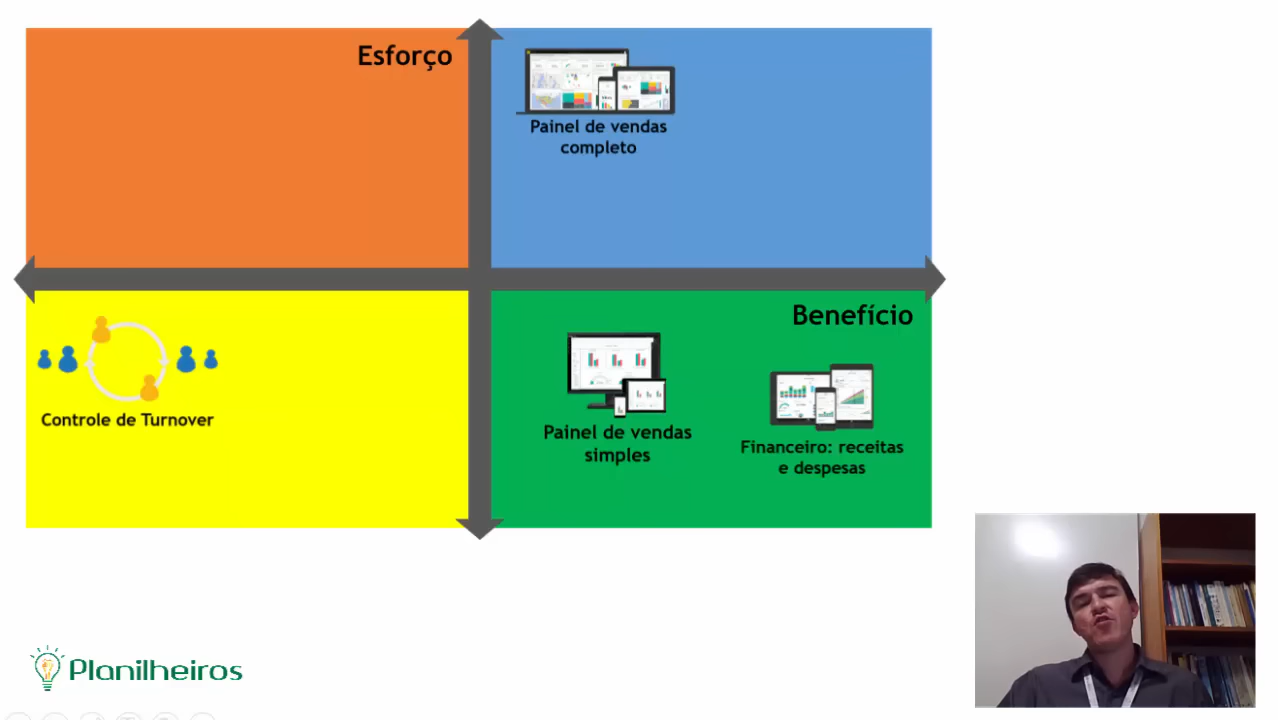 Esforço
Painel de vendas
completo
Benefício
Controle de Turnover
Painel de vendas
simples
Financeiro: receitas
e despesas
Planilheiros